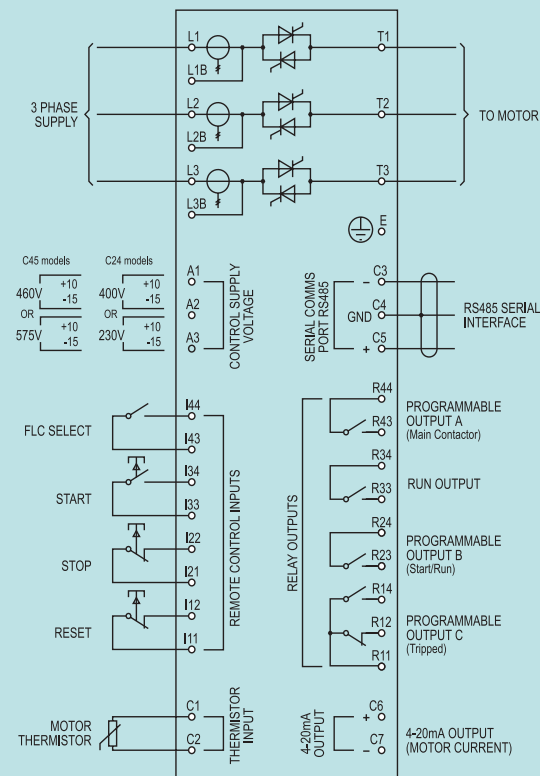 L1
T1
L1B
3 PHASE
SUPPLY
L2
T2
TO MOTOR
L2B
L3
T3
L3B
E
C45 models
C24 models
460V
+10
-15
400V
+10
-15
OR
OR
575V
+10
-15
230V
+10
-15
A1
A2
A3
CONTROL SUPPLY
VOLTAGE
SERIAL COMMS
PORT RS485
– C3
GND C4
+ C5
RS485 SERIAL
INTERFACE
FLC SELECT
I44
I43
START
I34
I33
STOP
I22
I21
RESET
I12
I11
REMOTE CONTROL INPUTS
RELAY OUTPUTS
R44
R43
PROGRAMMABLE
OUTPUT A
(Main Contactor)
R34
R33
RUN OUTPUT
R24
R23
PROGRAMMABLE
OUTPUT B
(Start/Run)
R14
R12
R11
PROGRAMMABLE
OUTPUT C
(Tripped)
MOTOR
THERMISTOR
C1
C2
THERMISTOR
INPUT
4-20mA
OUTPUT
+ C6
– C7
4-20mA OUTPUT
(MOTOR CURRENT)